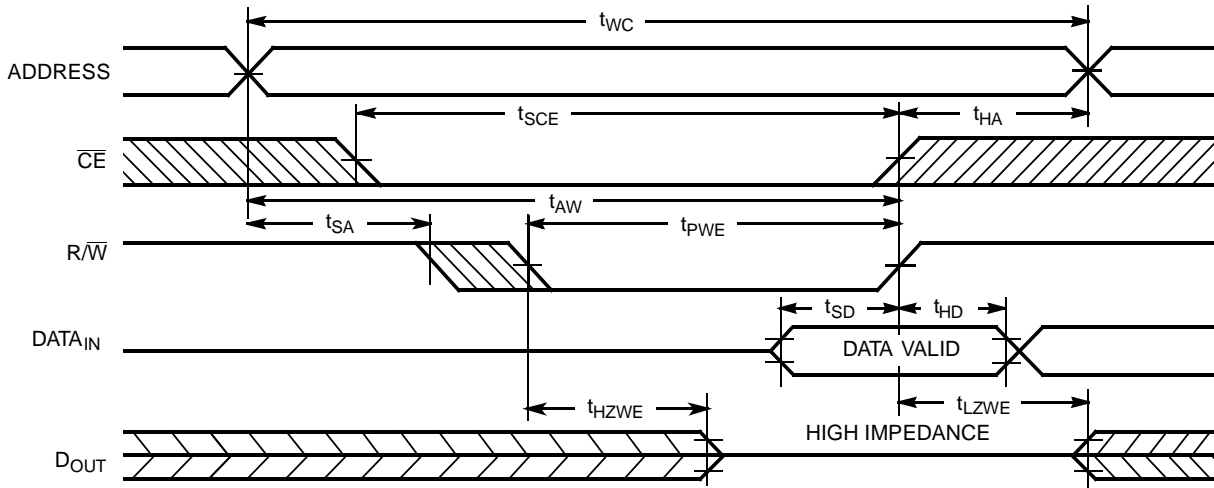 tWC
ADDRESS
tSCE
tHA
CE
tAW
tSA
tPWE
R/W
tSD
tHD
DATAIN
DATA VALID
tHZWE
tLZWE
HIGH IMPEDANCE
DOUT